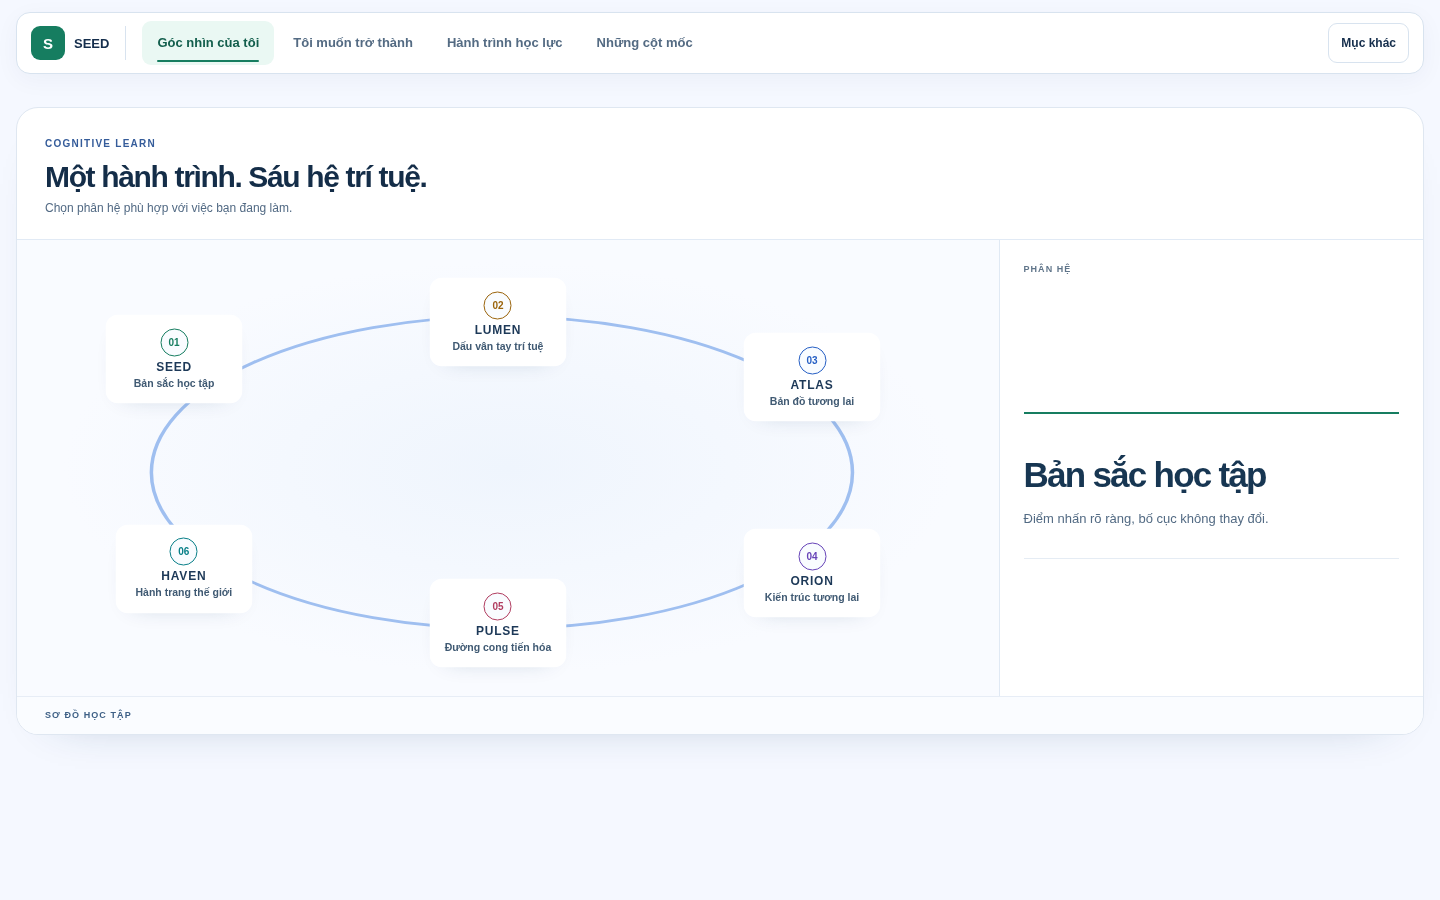 S
SEED
Góc nhìn của tôi
Tôi muốn trở thành
Hành trình học lực
Những cột mốc
Mục khác
COGNITIVE LEARN
Một hành trình. Sáu hệ trí tuệ.
Chọn phân hệ phù hợp với việc bạn đang làm.
01
SEED
Bản sắc học tập
02
LUMEN
Dấu vân tay trí tuệ
03
ATLAS
Bản đồ tương lai
04
ORION
Kiến trúc tương lai
05
PULSE
Đường cong tiến hóa
06
HAVEN
Hành trang thế giới
PHÂN HỆ
Bản sắc học tập
Điểm nhấn rõ ràng, bố cục không thay đổi.
SƠ ĐỒ HỌC TẬP